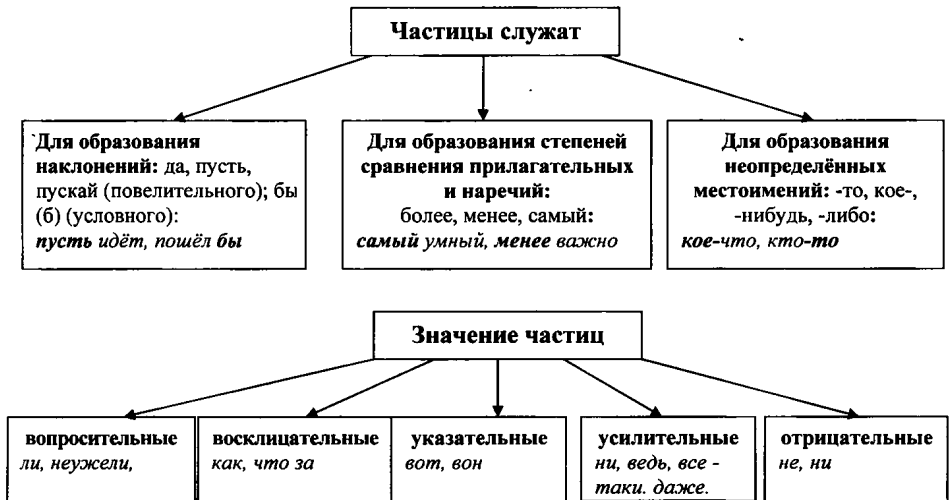 Частицы служат
Для образования
наклонений: да, пусть,
пускай (повелительного); бы
(б) (условного):
пусть идёт, пошёл бы
Для образования степеней
сравнения прилагательных
и наречий:
более, менее, самый:
самый умный, менее важно
Для образования
неопределённых
местоимений: -то, кое-,
-нибудь, -либо:
кое-что, кто-то
Значение частиц
вопросительные
ли, неужели,
восклицательные
как, что за
указательные
вот, вон
усилительные
ни, ведь, все -
таки. даже.
отрицательные
не, ни